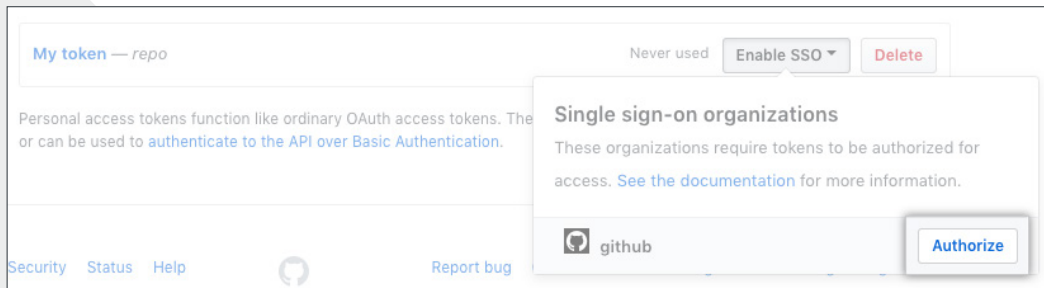 My token — repo
Never used
Enable SSO
Delete
Personal access tokens function like ordinary OAuth access tokens. The
or can be used to authenticate to the API over Basic Authentication.
Single sign-on organizations
These organizations require tokens to be authorized for
access. See the documentation for more information.
github
Authorize
Security Status Help
Report bug